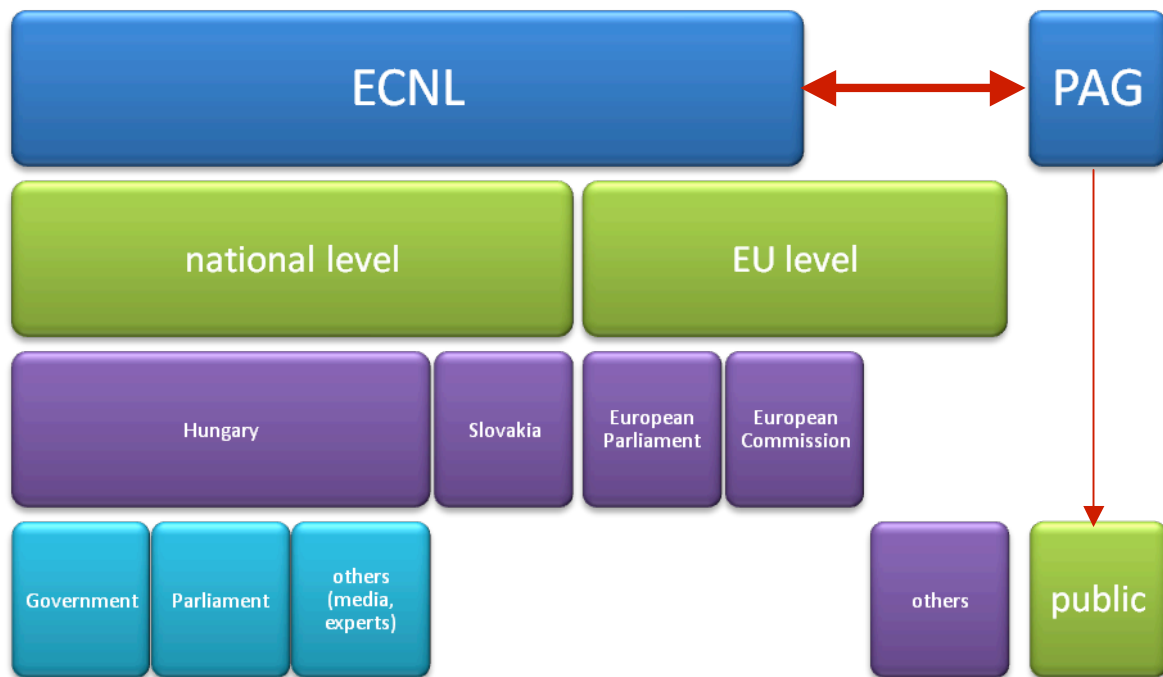 ECNL
PAG
national level
EU level
Hungary
Slovakia
European
Parliament
European
Commission
Government
Parliament
others
(media,
experts)
others
public